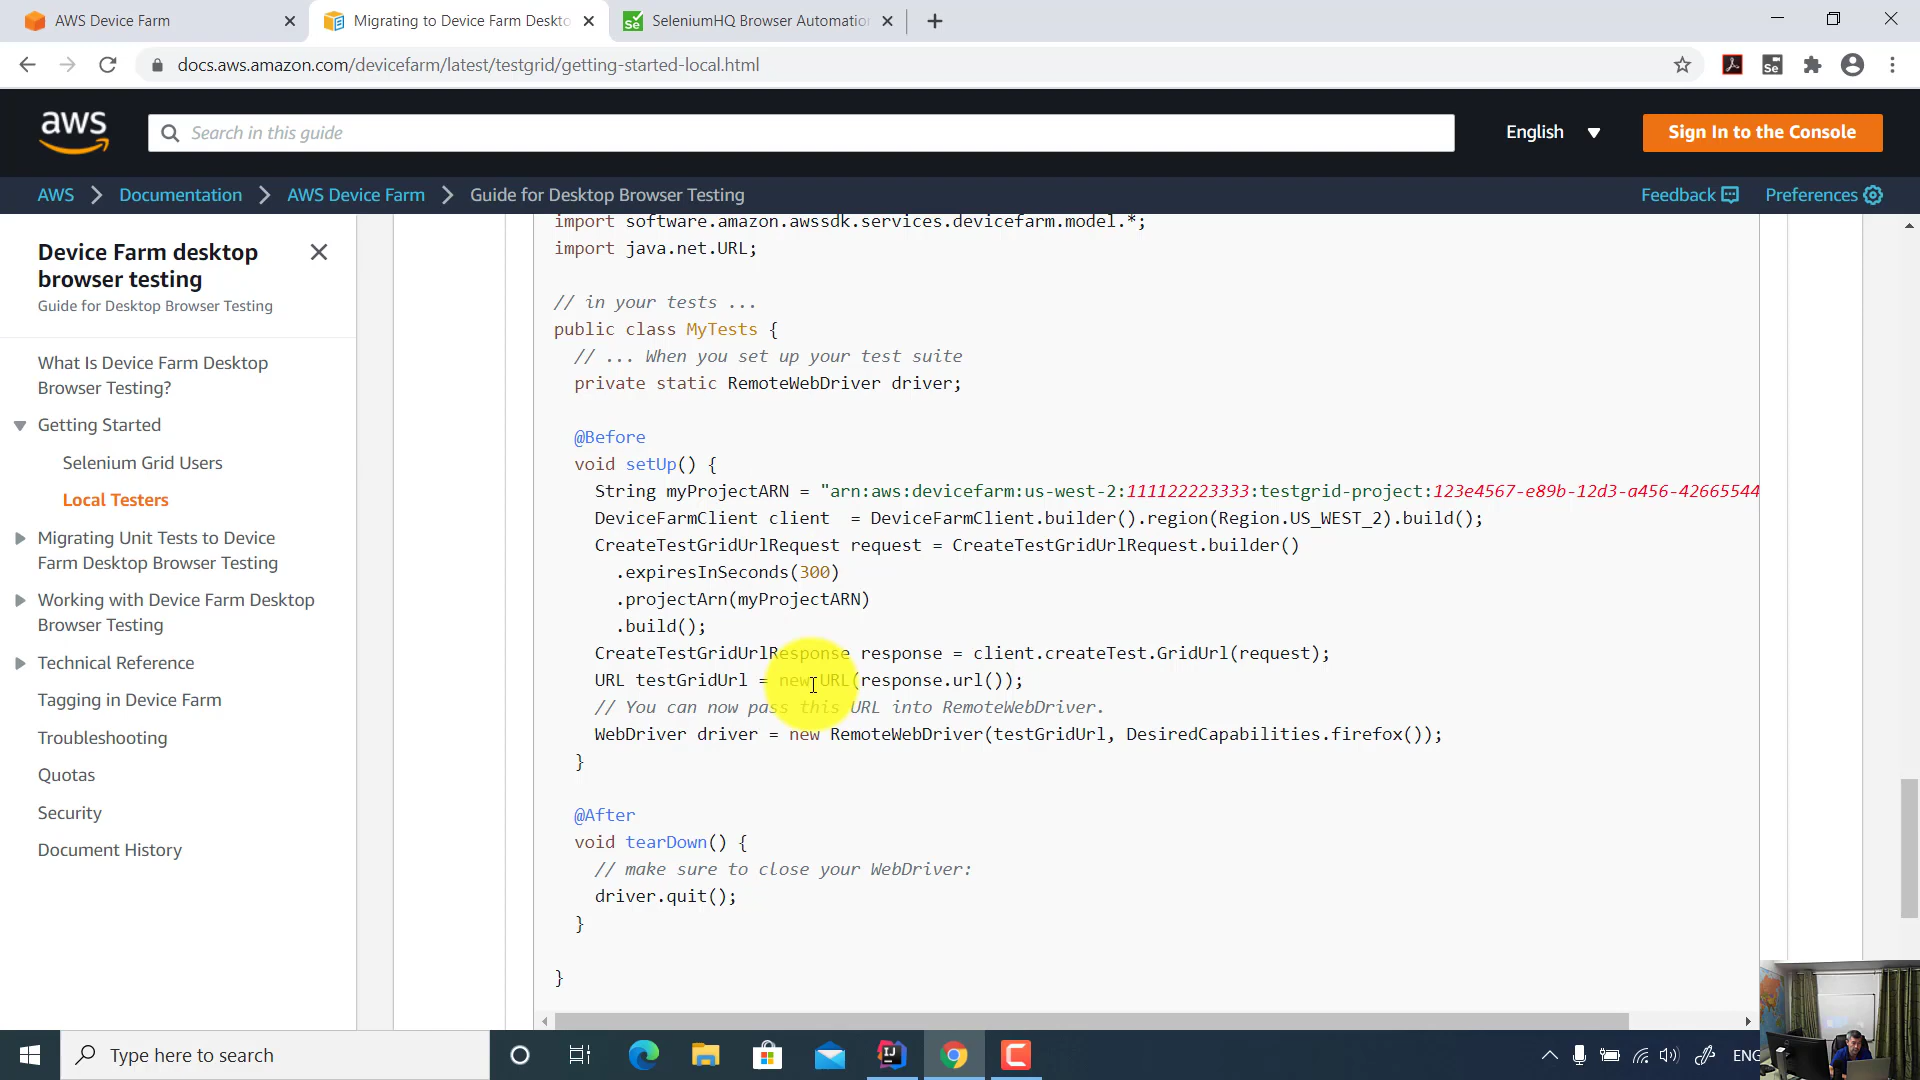 AWS Device Farm
Migrating to Device Farm Deskto
SeleniumHQ Browser Automation
docs.aws.amazon.com/devicefarm/latest/testgrid/getting-started-local.html
Se
aws
Search in this guide
English
Sign In to the Console
AWS
Documentation
AWS Device Farm
Guide for Desktop Browser Testing
Feedback
Preferences
Device Farm desktop
browser testing
Guide for Desktop Browser Testing
What Is Device Farm Desktop
Browser Testing?
Getting Started
Selenium Grid Users
Local Testers
Migrating Unit Tests to Device
Farm Desktop Browser Testing
Working with Device Farm Desktop
Browser Testing
Technical Reference
Tagging in Device Farm
Troubleshooting
Quotas
Security
Document History
import software.amazon.awssdk.services.devicefarm.model.*;
import java.net.URL;
// in your tests ...
public class MyTests {
// ... When you set up your test suite
private static RemoteWebDriver driver;
@Before
void setUp() {
String myProjectARN = "arn:aws:devicefarm:us-west-2:111122223333:testgrid-project:123e4567-e89b-12d3-a456-42665544
DeviceFarmClient client  = DeviceFarmClient.builder().region(Region.US_WEST_2).build();
CreateTestGridUrlRequest request = CreateTestGridUrlRequest.builder()
.expiresInSeconds(300)
.projectArn(myProjectARN)
.build();
CreateTestGridUrlResponse response = client.createTest.GridUrl(request);
URL testGridUrl = new URL(response.url());
// You can now pass this URL into RemoteWebDriver.
WebDriver driver = new RemoteWebDriver(testGridUrl, DesiredCapabilities.firefox());
}
@After
void tearDown() {
// make sure to close your WebDriver:
driver.quit();
}
}
Type here to search
ENG